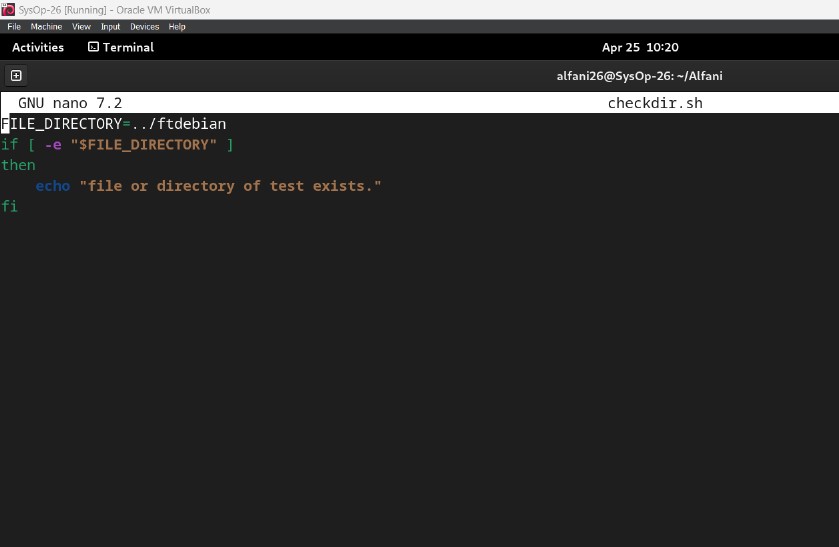 SysOp-26 [Running] - Oracle VM VirtualBox
File Machine View Input Devices Help
Activities Terminal Apr 25 10:20
alfani26@SysOp-26: ~/Alfani
GNU nano 7.2 checkdir.sh
FILE_DIRECTORY=../ftdebian
if [ -e "$FILE_DIRECTORY" ]
then
    echo "file or directory of test exists."
fi